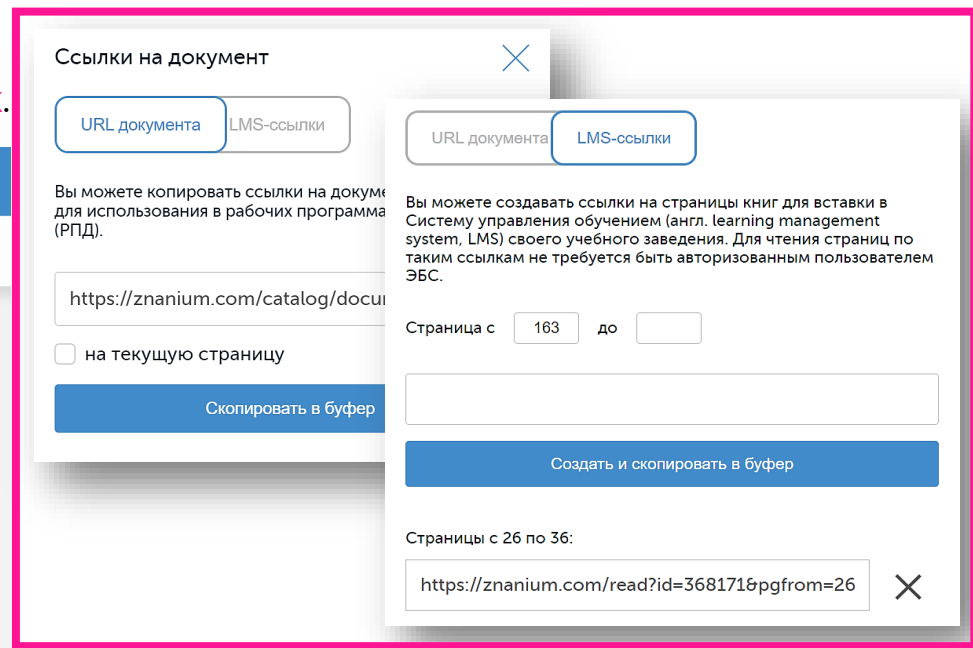 Ссылки на документ
URL документа
LMS-ссылки
Вы можете копировать ссылки на
для использования в рабочих
(РПД).
https://znanium.com/catalog/
на текущую страницу
Скопировать в буфер
URL документа
LMS-ссылки
Вы можете создавать ссылки на страницы книг для вставки в
Систему управления обучением (англ. learning management
system, LMS) своего учебного заведения. Для чтения страниц по
таким ссылкам не требуется быть авторизованным пользователем
ЭБС.
Страница с 163 до
Создать и скопировать в буфер
Страницы с 26 по 36:
https://znanium.com/read?id=368171&pgfrom=26